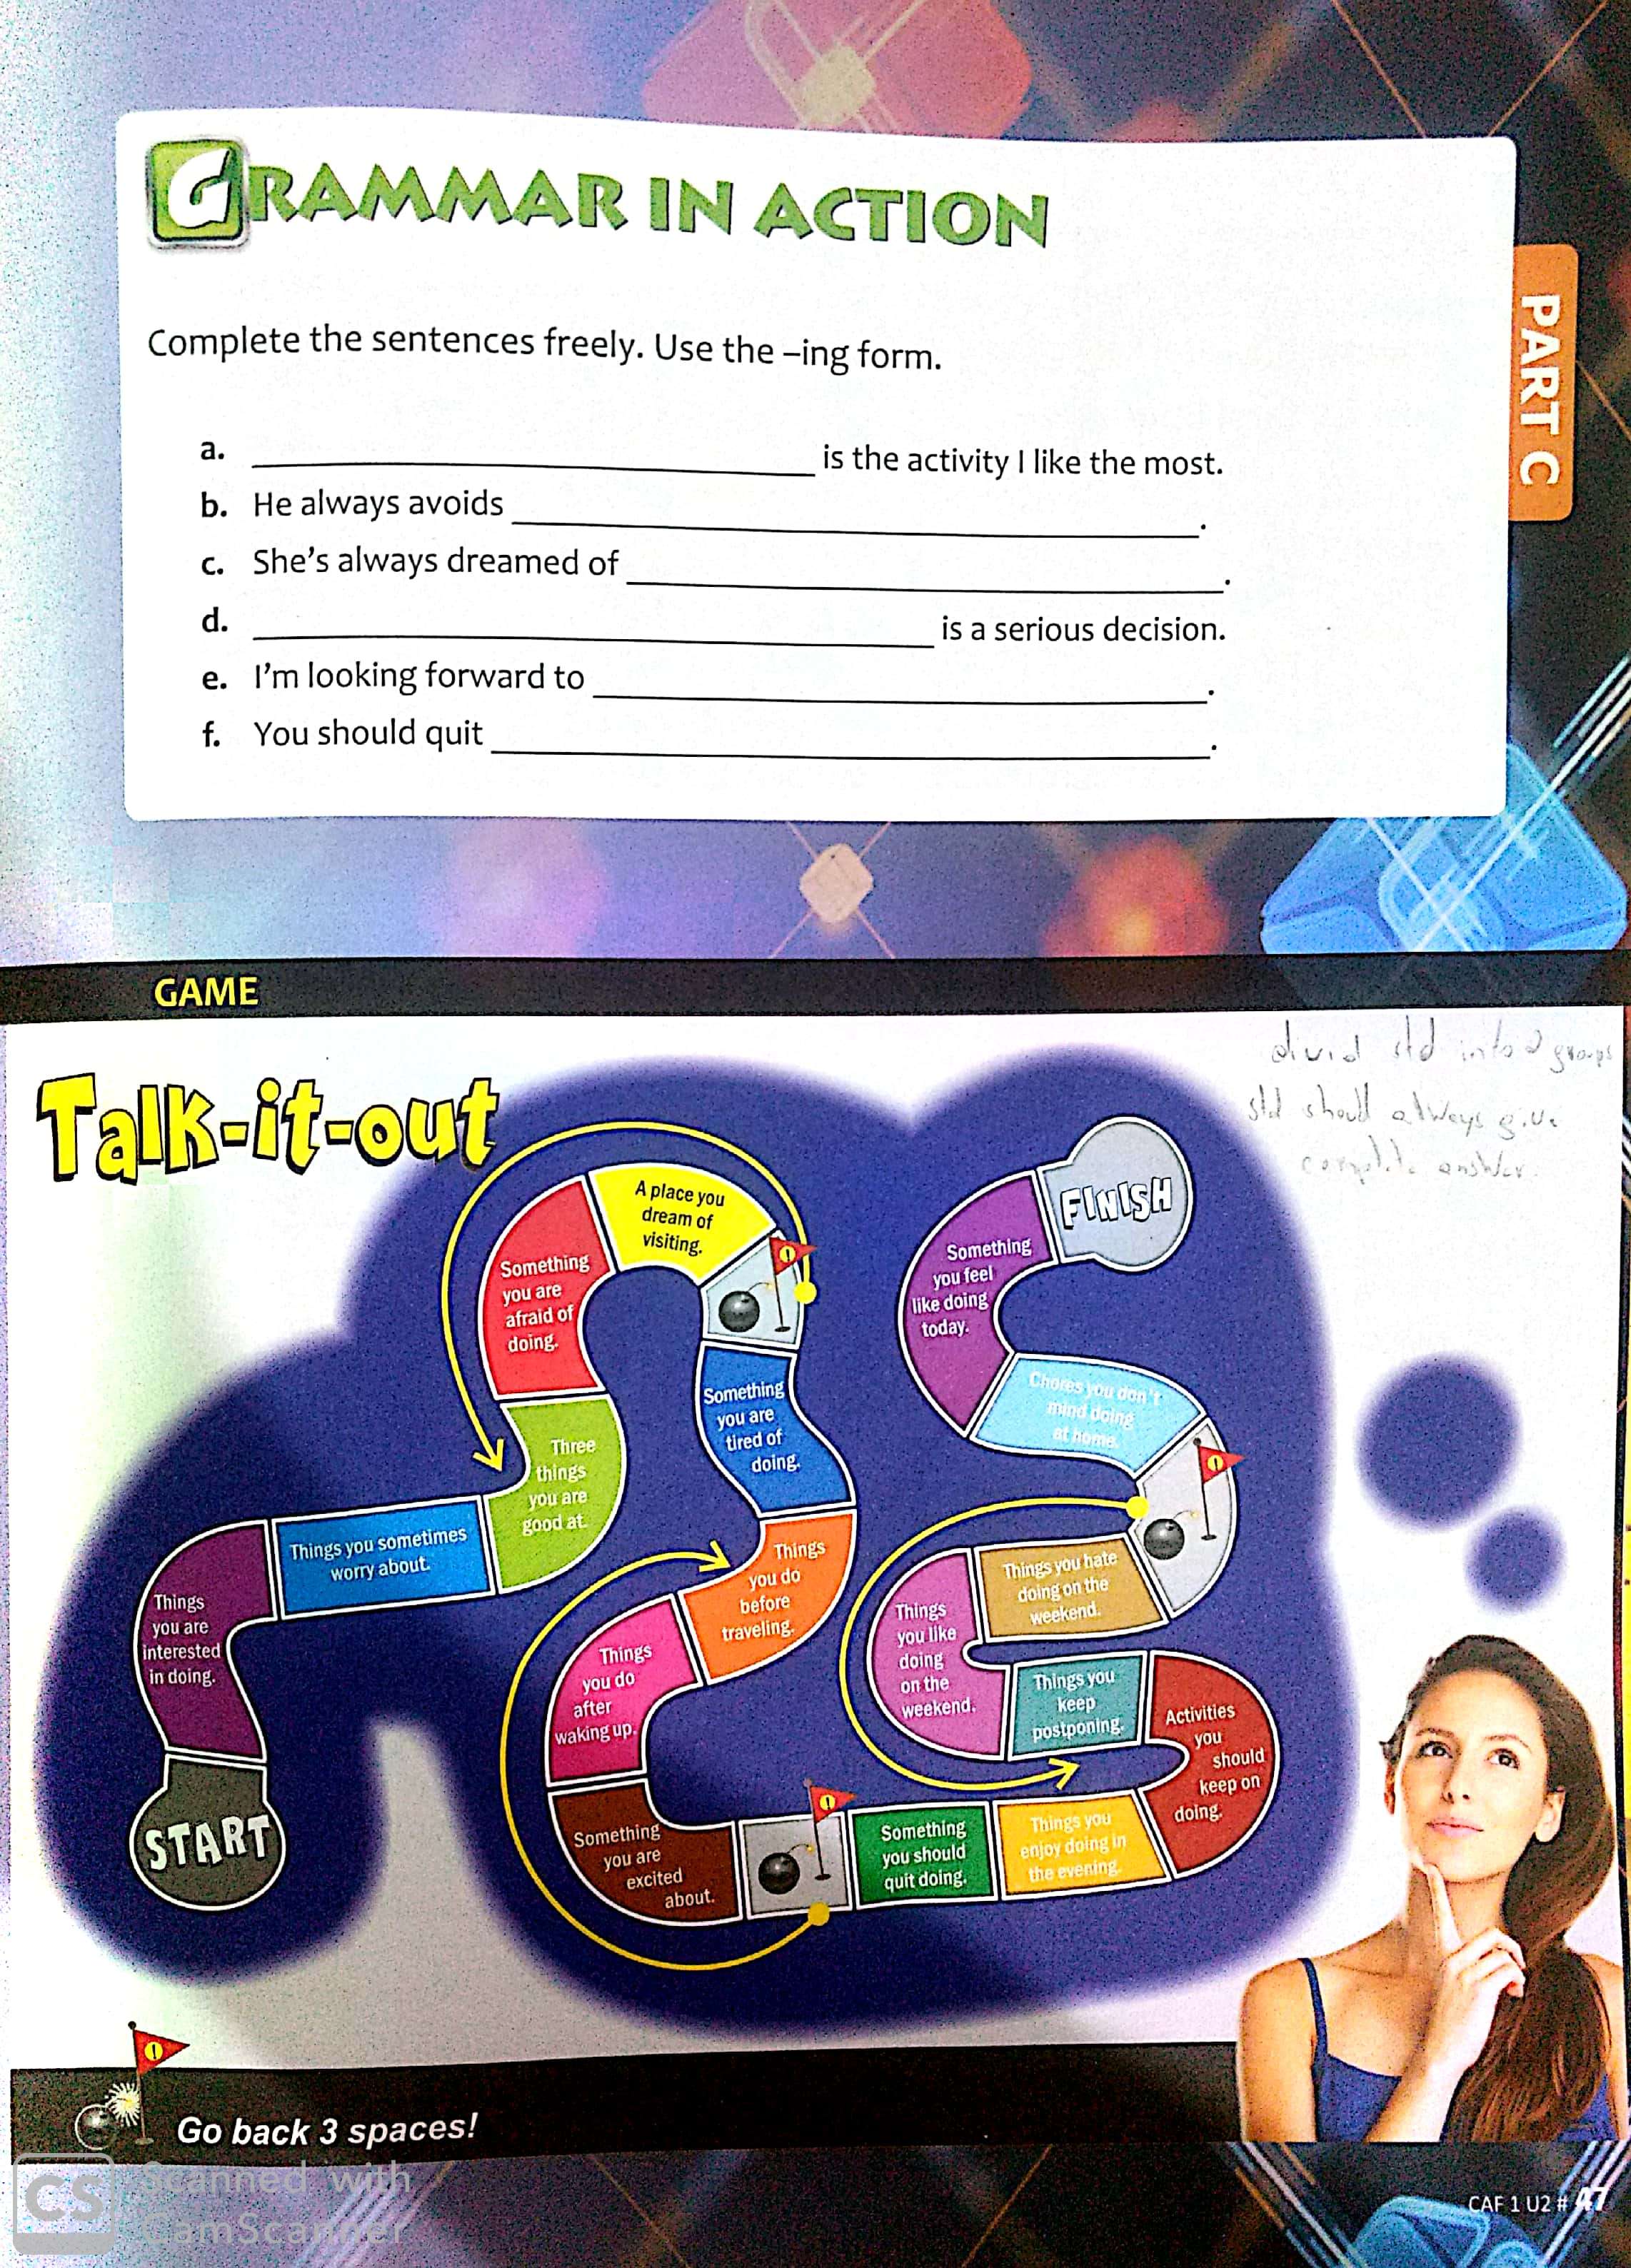 GRAMMAR IN ACTION
PART C
Complete the sentences freely. Use the –ing form.
a. ____________________ is the activity I like the most.
b. He always avoids ____________________.
c. She's always dreamed of ____________________.
d. ____________________ is a serious decision.
e. I'm looking forward to ____________________.
f. You should quit ____________________.
GAME
divid std into 2 groups
std should always give
complete answer.
Talk-it-out
START
Things
you are
interested
in doing.
Things you sometimes
worry about.
Three
things
you are
good at.
Something
you are
afraid of
doing.
A place you
dream of
visiting.
Something
you are
tired of
doing.
Things
you do
before
traveling.
Things
you do
after
waking up.
Something
you are
excited
about.
Something
you should
quit doing.
Things you
enjoy doing in
the evening.
Activities
you
should
keep on
doing.
Things you
keep
postponing.
Things
you like
doing
on the
weekend.
Things you hate
doing on the
weekend.
Chores you don't
mind doing
at home.
Something
you feel
like doing
today.
FINISH
Go back 3 spaces!
CS Scanned with
CamScanner
CAF 1 U2 # 47